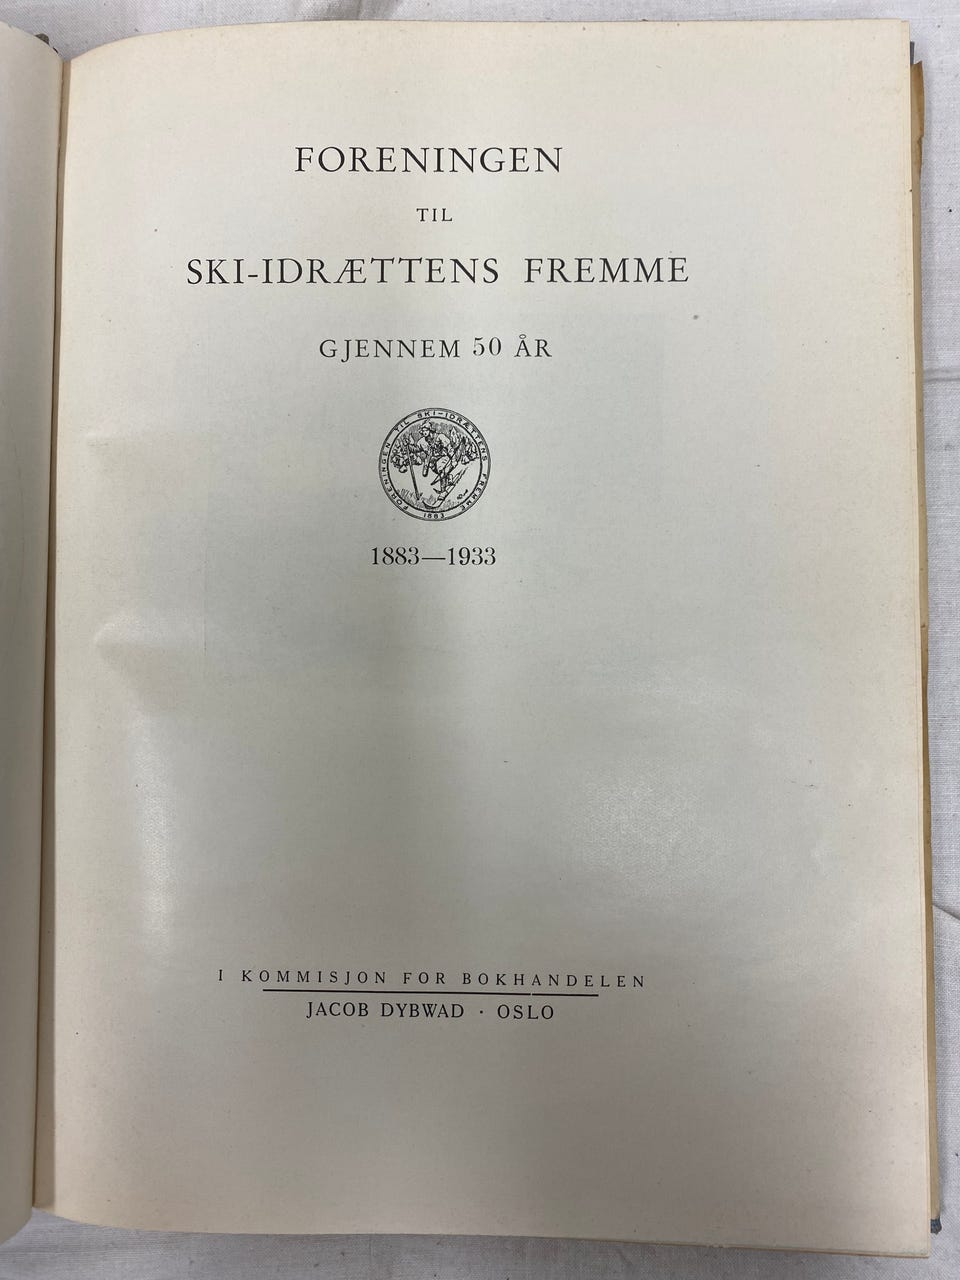 FORENINGEN
TIL
SKI-IDRÆTTENS FREMME
GJENNEM 50 ÅR
FORENINGEN TIL SKI-IDRÆTTENS FREMME
1883
1883—1933
I KOMMISJON FOR BOKHANDELEN
JACOB DYBWAD · OSLO